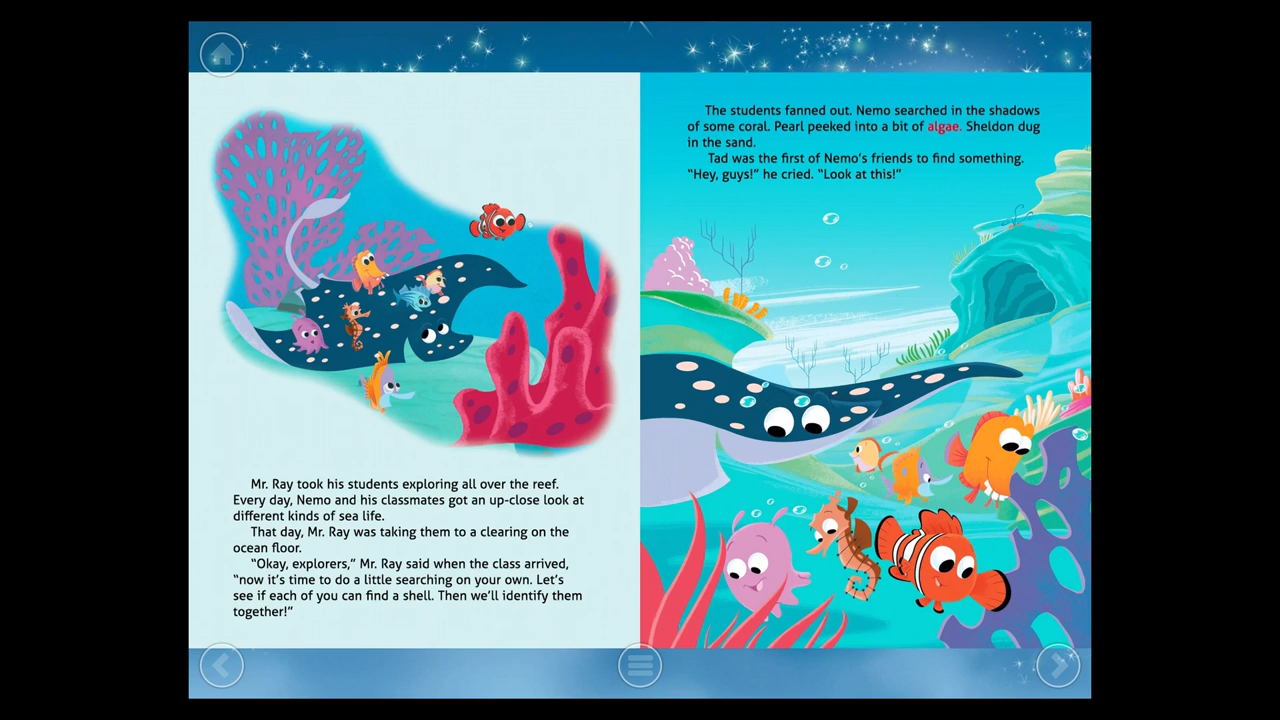 Mr. Ray took his students exploring all over the reef.
Every day, Nemo and his classmates got an up-close look at
different kinds of sea life.
That day, Mr. Ray was taking them to a clearing on the
ocean floor.
“Okay, explorers,” Mr. Ray said when the class arrived,
“now it’s time to do a little searching on your own. Let’s
see if each of you can find a shell. Then we’ll identify them
together!”
The students fanned out. Nemo searched in the shadows
of some coral. Pearl peeked into a bit of algae. Sheldon dug
in the sand.
Tad was the first of Nemo’s friends to find something.
“Hey, guys!” he cried. “Look at this!”